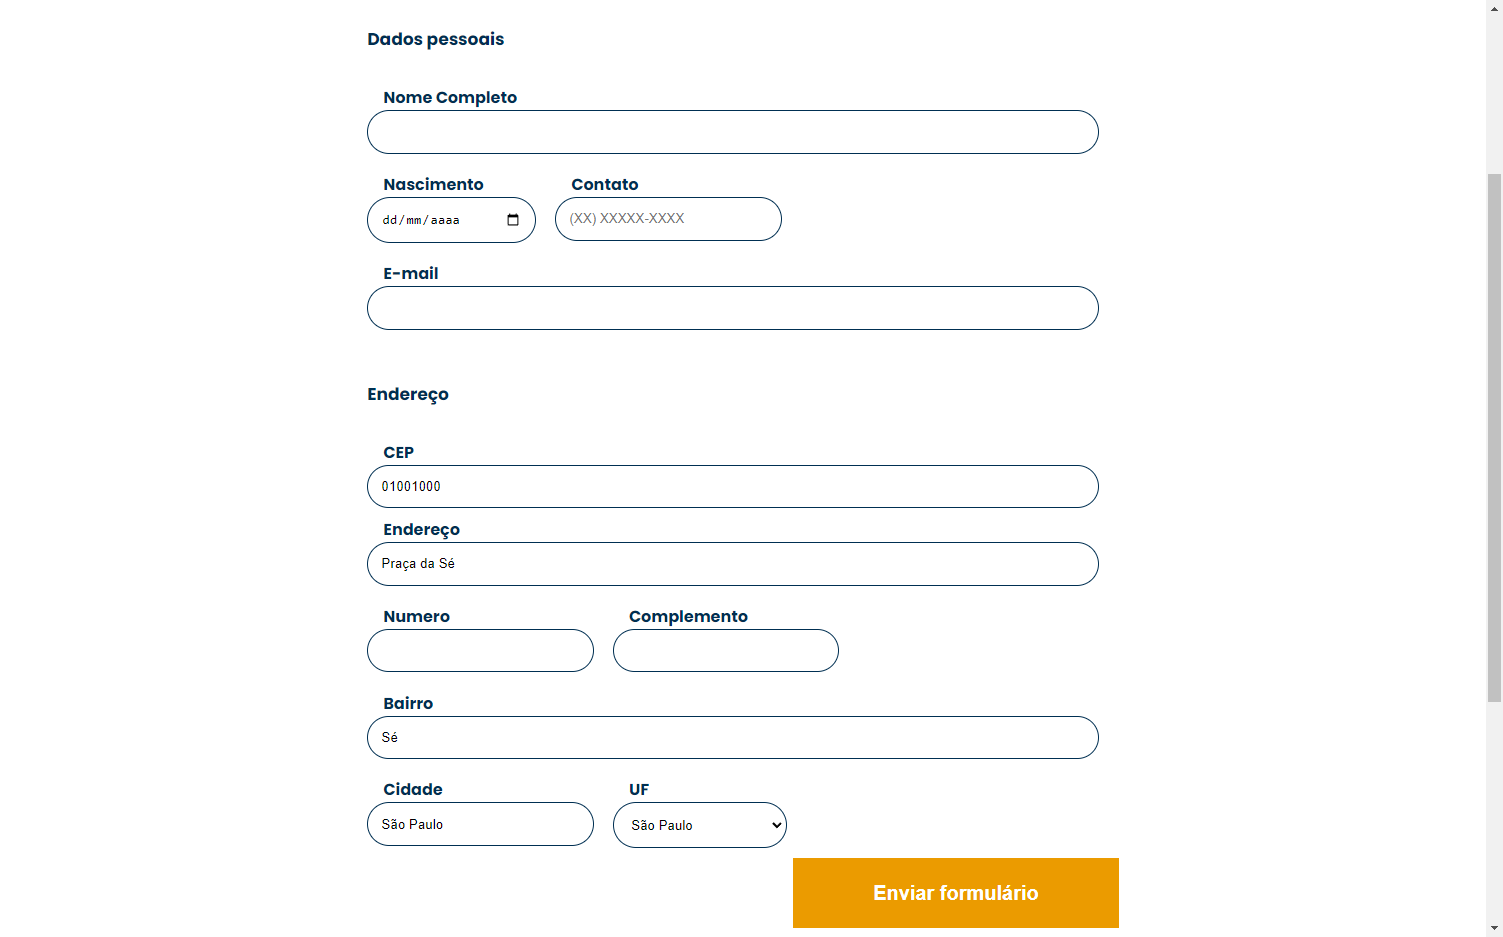 Dados pessoais
Nome Completo
Nascimento Contato
dd/mm/aaaa (XX) XXXXX-XXXX
E-mail
Endereço
CEP
01001000
Endereço
Praça da Sé
Numero Complemento
Bairro
Sé
Cidade UF
São Paulo São Paulo
Enviar formulário